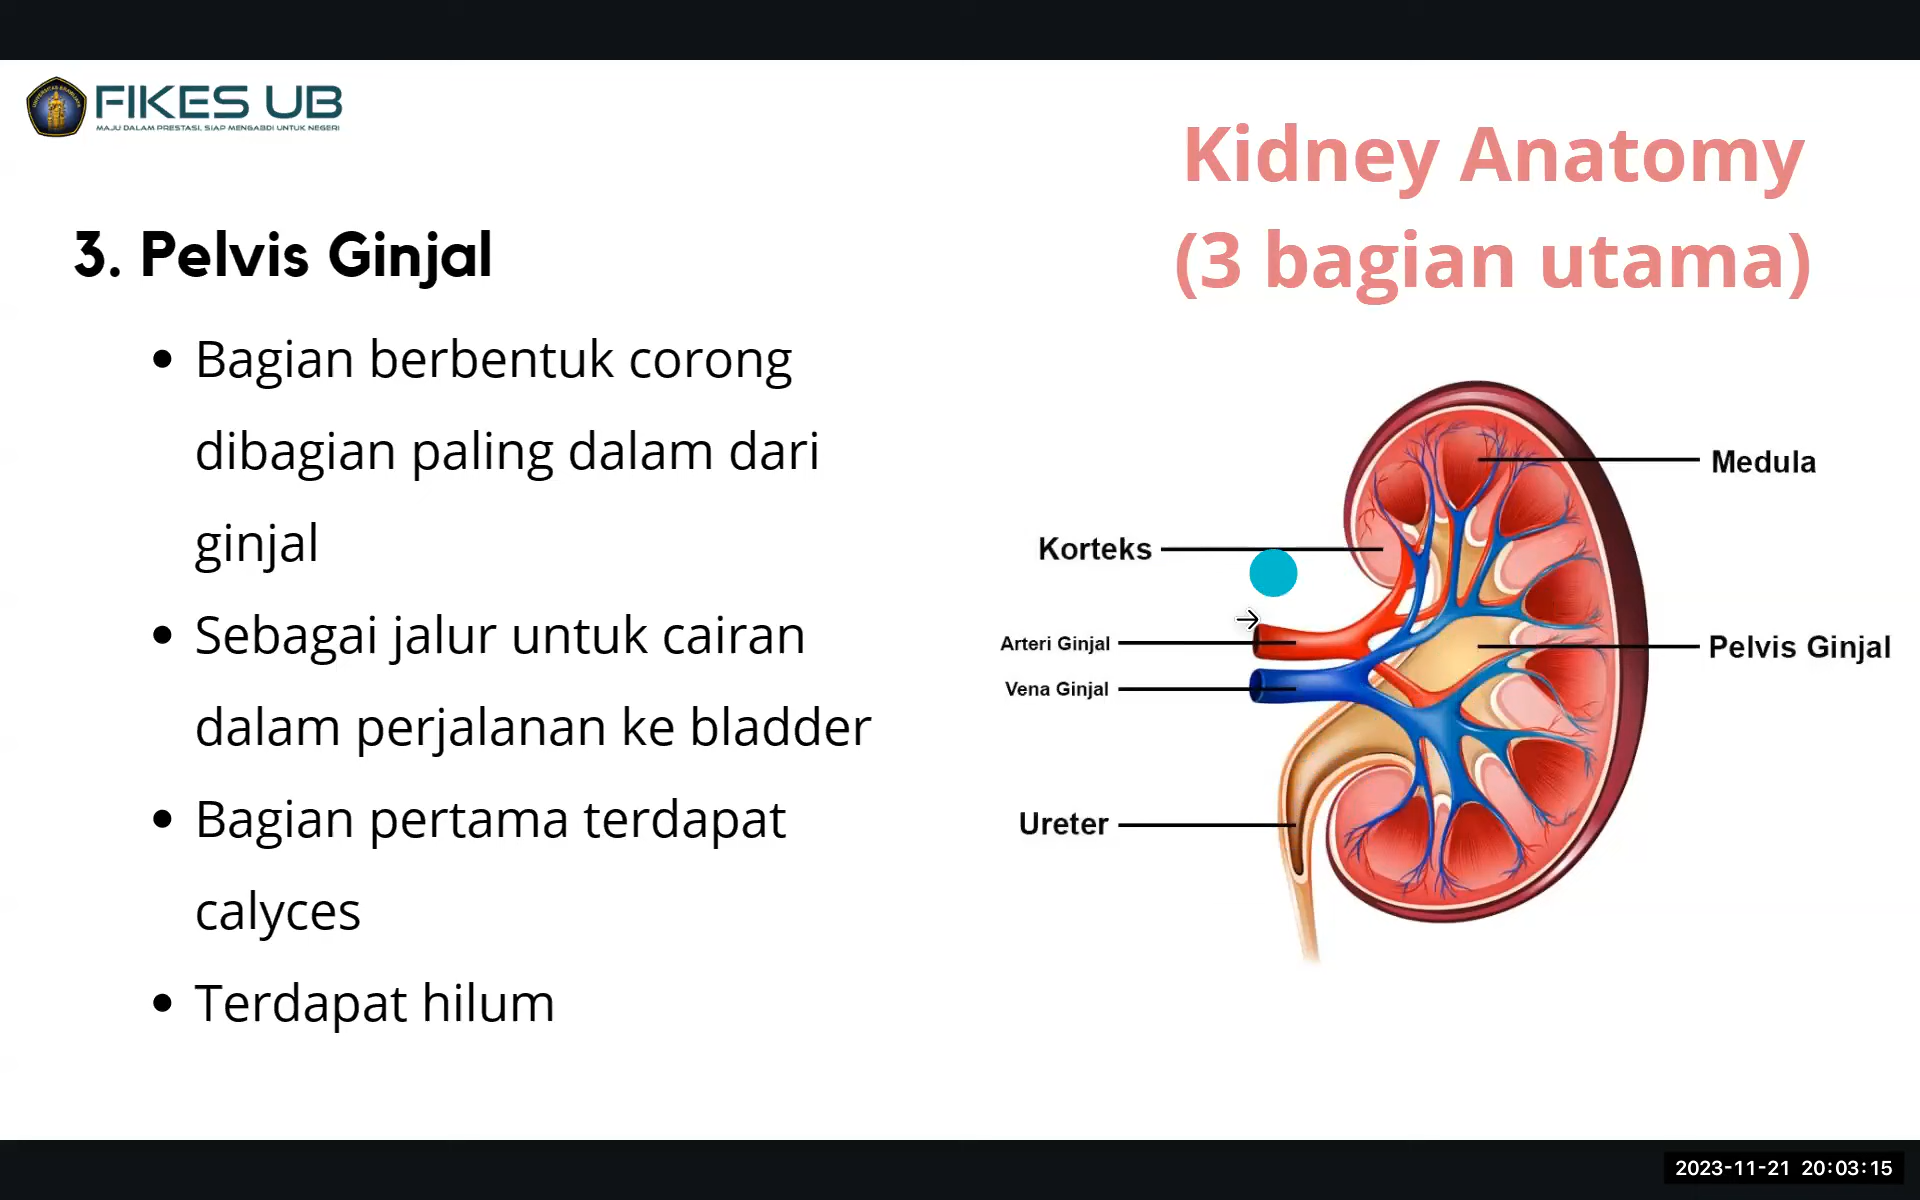 FIKES UB
MAJU DALAM PRESTASI, SIAP MENGABDI UNTUK NEGERI
Kidney Anatomy
(3 bagian utama)
3. Pelvis Ginjal
• Bagian berbentuk corong
dibagian paling dalam dari
ginjal
• Sebagai jalur untuk cairan
dalam perjalanan ke bladder
• Bagian pertama terdapat
calyces
• Terdapat hilum
Medula
Korteks
Arteri Ginjal
Pelvis Ginjal
Vena Ginjal
Ureter
2023-11-21 20:03:15